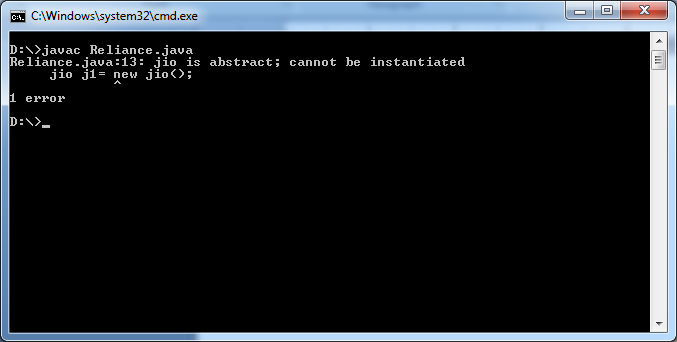 C:\Windows\system32\cmd.exe
D:\>javac Reliance.java
Reliance.java:13: jio is abstract; cannot be instantiated
jio j1= new jio();
^
1 error
D:\>_